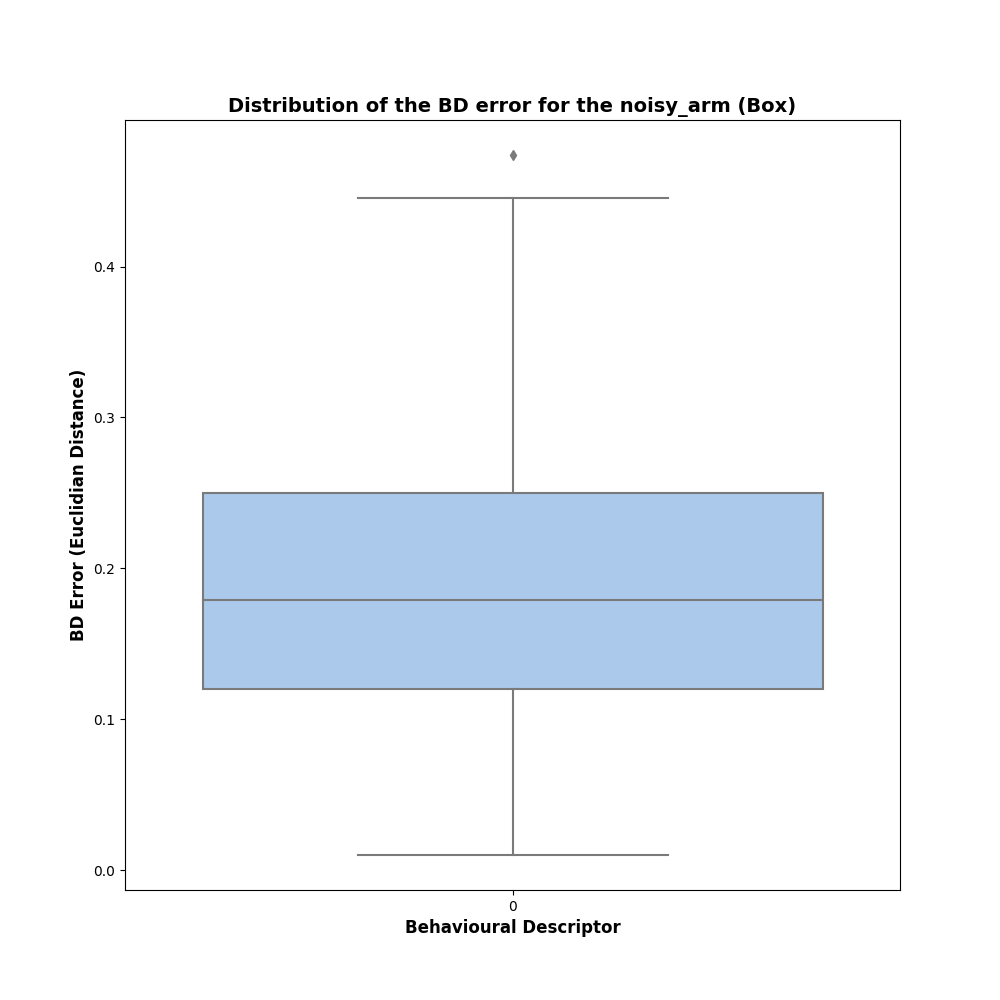 Distribution of the BD error for the noisy_arm (Box)
BD Error (Euclidian Distance)
0.4
0.3
0.2
0.1
0.0
0
Behavioural Descriptor